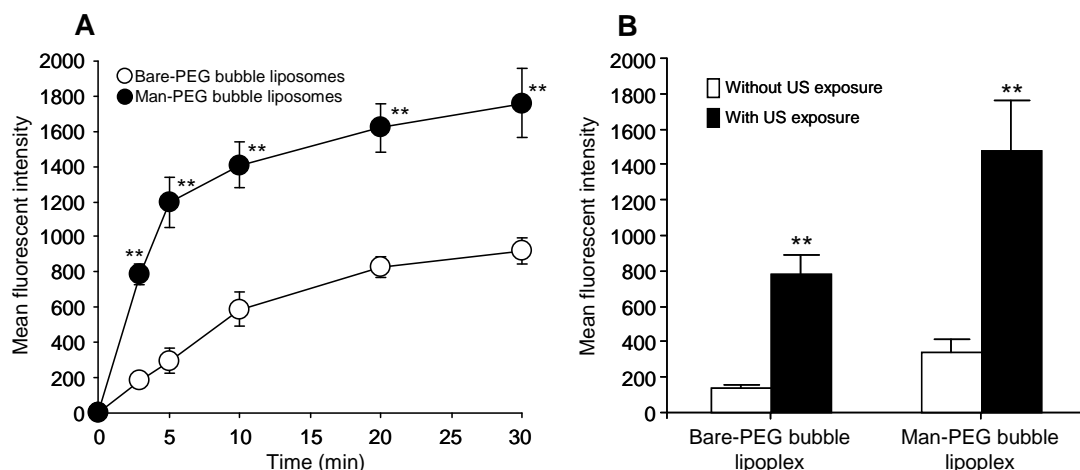 A
Mean fluorescent intensity
2000
1800
1600
1400
1200
1000
800
600
400
200
0
Bare-PEG bubble liposomes
Man-PEG bubble liposomes
**
**
**
**
**
0 5 10 15 20 25 30
Time (min)
B
Mean fluorescent intensity
2000
1800
1600
1400
1200
1000
800
600
400
200
0
Without US exposure
With US exposure
**
**
Bare-PEG bubble
lipoplex
Man-PEG bubble
lipoplex